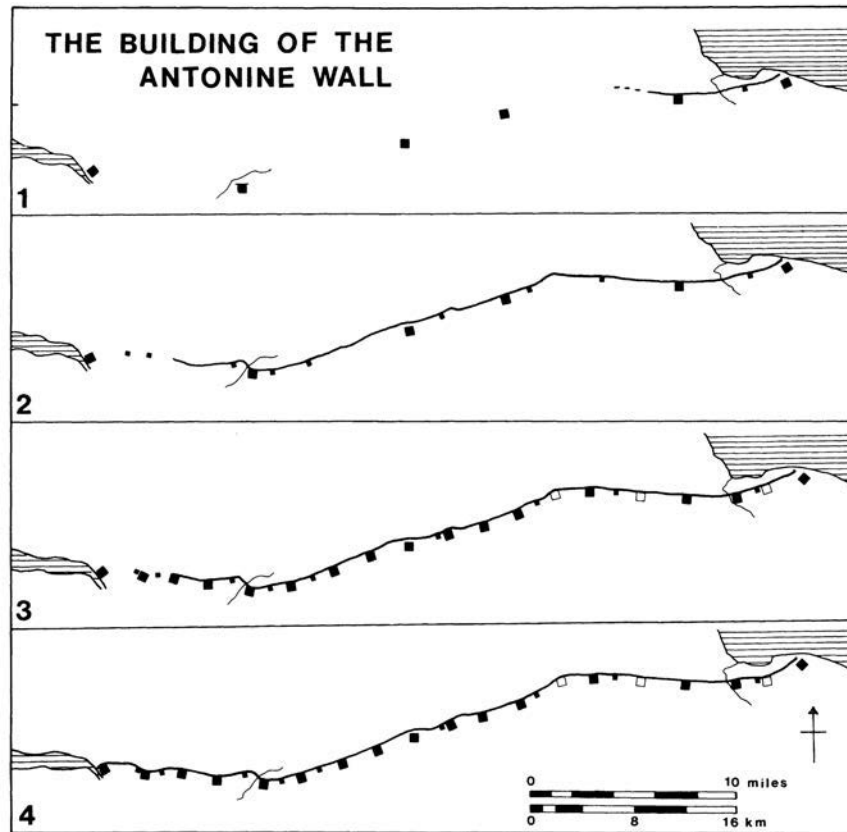 THE BUILDING OF THE
ANTONINE WALL
1
2
3
4
0 10 miles
0 8 16 km